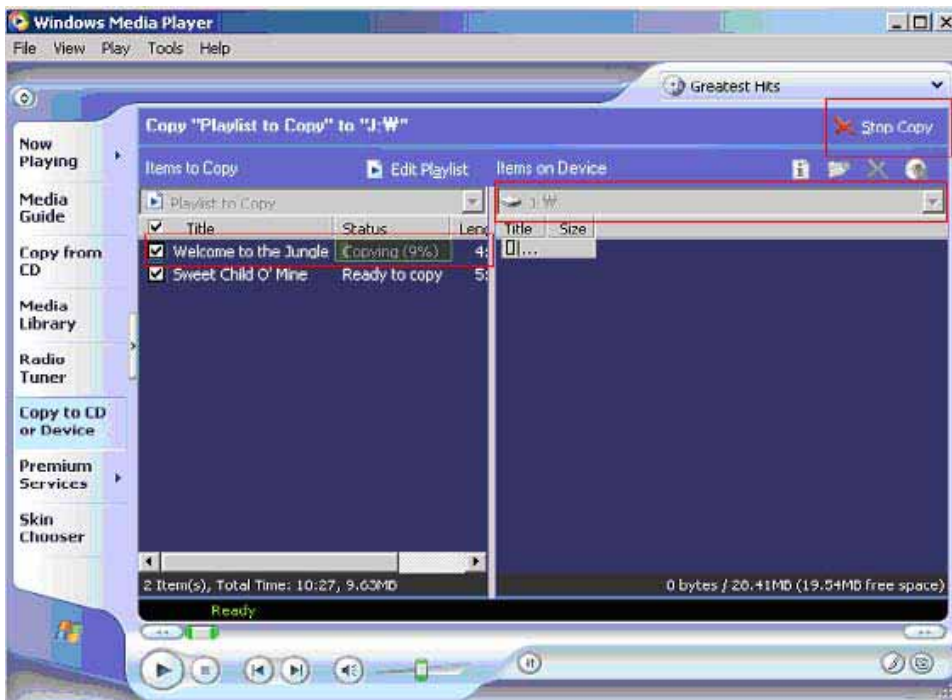 Windows Media Player
File View Play Tools Help
Greatest Hits
Copy "Playlist to Copy" to "J:₩"
Stop Copy
Items to Copy
Edit Playlist
Items on Device
Playlist to Copy
J:₩
Title Status Leng
Title Size
Welcome to the Jungle Copying (9%) 4:
Sweet Child O' Mine Ready to copy 5:
Now Playing
Media Guide
Copy from CD
Media Library
Radio Tuner
Copy to CD or Device
Premium Services
Skin Chooser
2 Item(s), Total Time: 10:27, 9.63MB
0 bytes / 28.41MB (19.54MB free space)
Ready